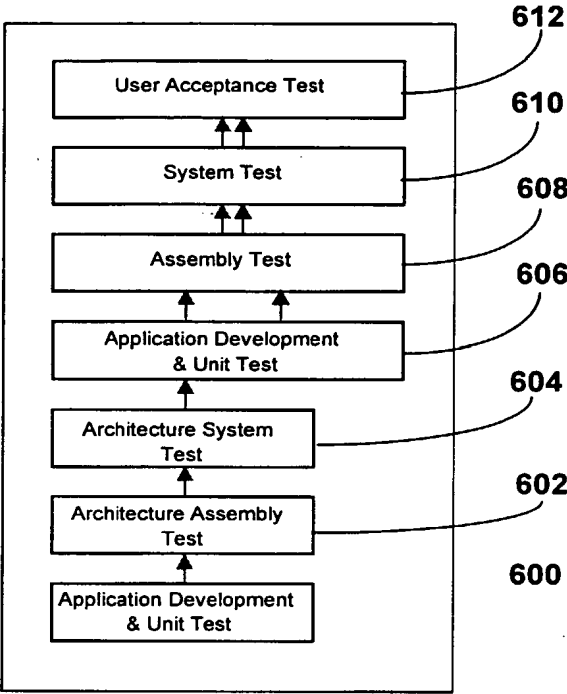 612
User Acceptance Test
610
System Test
608
Assembly Test
606
Application Development
& Unit Test
604
Architecture System
Test
602
Architecture Assembly
Test
600
Application Development
& Unit Test